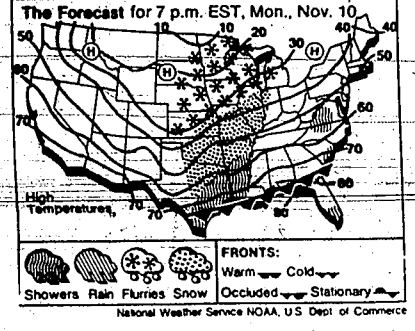 The Forecast for 7 p.m. EST, Mon., Nov. 10
50 10 10 20 30 40 40
H H H 50
60 60
70 70
High
Temperatures 70 70 80 80
FRONTS:
Warm Cold
Showers Rain Flurries Snow Occluded Stationary
National Weather Service NOAA, U.S. Dept of Commerce